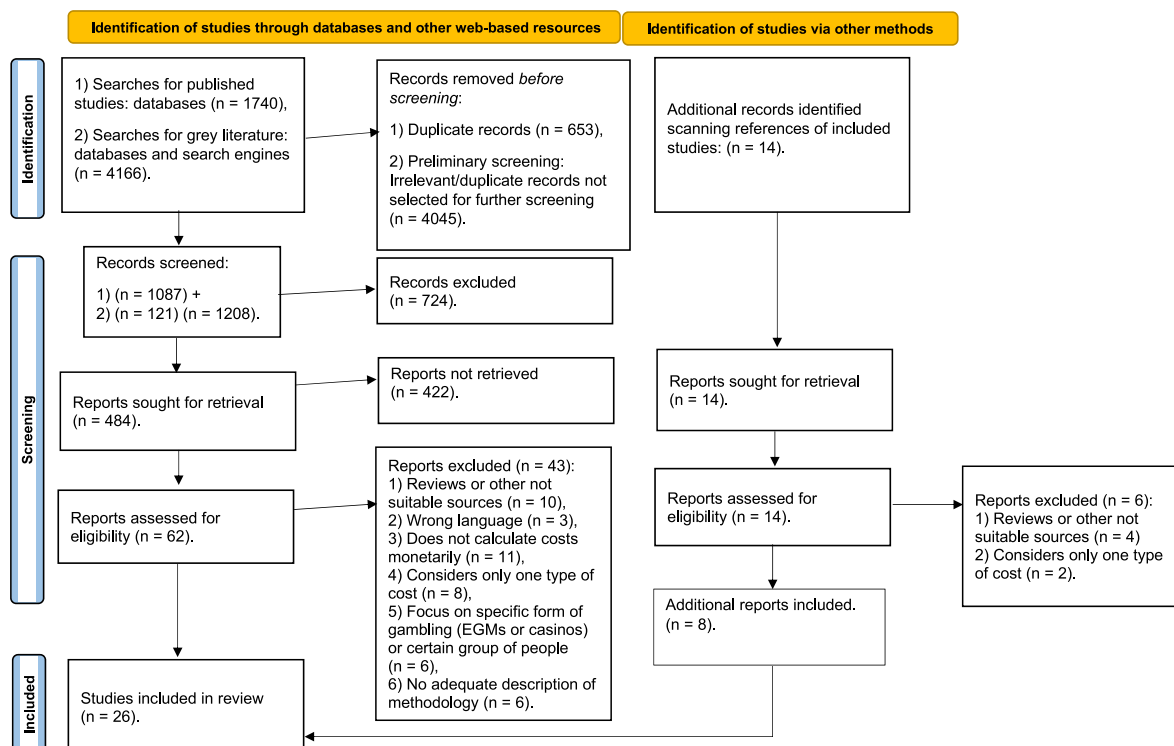 Identification of studies through databases and other web-based resources
Identification of studies via other methods
Identification
1) Searches for published
studies: databases (n = 1740),
2) Searches for grey literature:
databases and search engines
(n = 4166).
Records removed before
screening:
1) Duplicate records (n = 653),
2) Preliminary screening:
Irrelevant/duplicate records not
selected for further screening
(n = 4045).
Additional records identified
scanning references of included
studies: (n = 14).
Screening
Records screened:
1) (n = 1087) +
2) (n = 121) (n = 1208).
Records excluded
(n = 724).
Reports sought for retrieval
(n = 484).
Reports not retrieved
(n = 422).
Reports sought for retrieval
(n = 14).
Reports assessed for
eligibility (n = 62).
Reports excluded (n = 43):
1) Reviews or other not
suitable sources (n = 10),
2) Wrong language (n = 3),
3) Does not calculate costs
monetarily (n = 11),
4) Considers only one type of
cost (n = 8),
5) Focus on specific form of
gambling (EGMs or casinos)
or certain group of people
(n = 6),
6) No adequate description of
methodology (n = 6).
Reports assessed for
eligibility (n = 14).
Reports excluded (n = 6):
1) Reviews or other not
suitable sources (n = 4)
2) Considers only one type
of cost (n = 2).
Additional reports included.
(n = 8).
Included
Studies included in review
(n = 26).